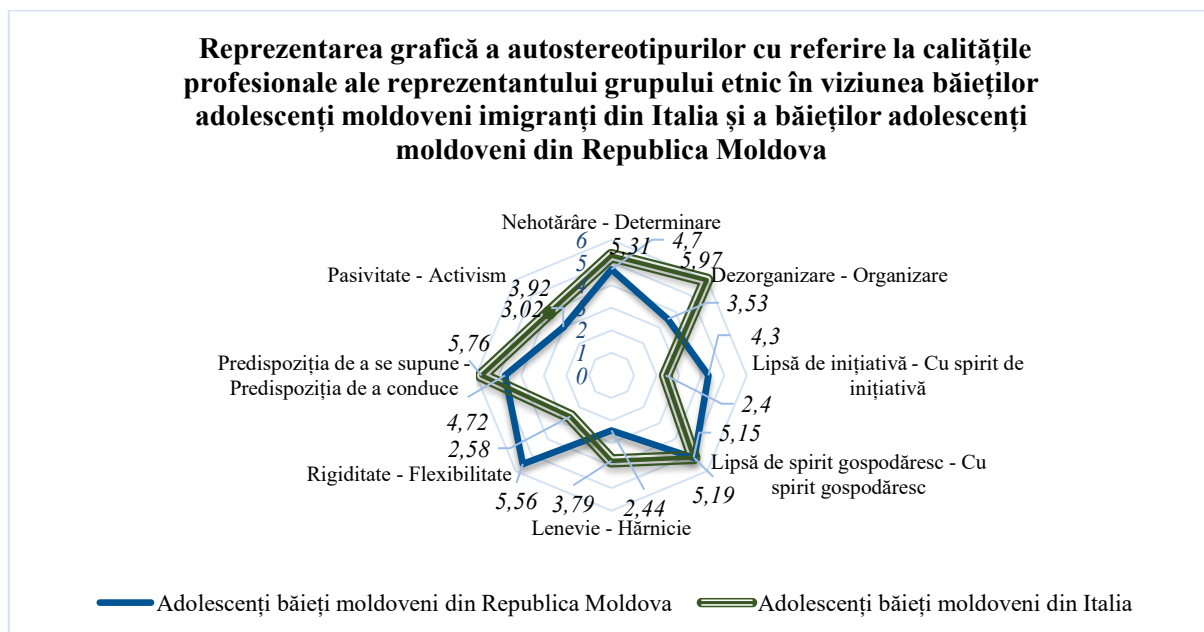 Reprezentarea grafică a autostereotipurilor cu referire la calitățile
profesionale ale reprezentantului grupului etnic în viziunea băieților
adolescenți moldoveni imigranți din Italia și a băieților adolescenți
moldoveni din Republica Moldova
Nehotărâre - Determinare
6
5,31
4,7
5,97
5
Pasivitate - Activism
Dezorganizare - Organizare
4
3,92
3,02
3
3,53
2
5,76
4,3
1
Predispoziția de a se supune -
Predispoziția de a conduce
Lipsă de inițiativă - Cu spirit de
inițiativă
0
2,4
4,72
5,15
2,58
Rigiditate - Flexibilitate
Lipsă de spirit gospodăresc - Cu
spirit gospodăresc
5,56
3,79
2,44
5,19
Lenevie - Hărnicie
Adolescenți băieți moldoveni din Republica Moldova
Adolescenți băieți moldoveni din Italia